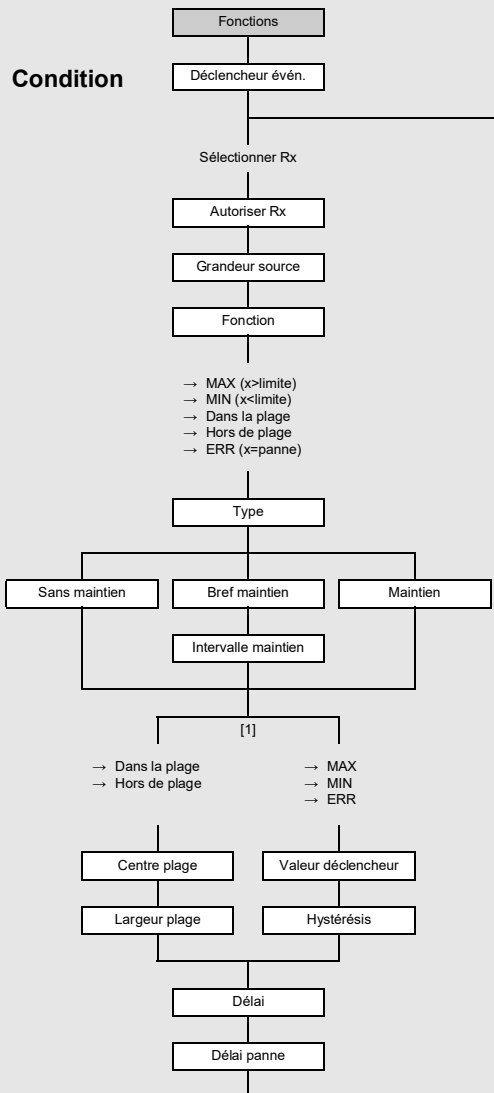 Fonctions
Condition
Déclencheur évén.
Sélectionner Rx
Autoriser Rx
Grandeur source
Fonction
→ MAX (x>limite)
→ MIN (x<limite)
→ Dans la plage
→ Hors de plage
→ ERR (x=panne)
Type
Sans maintien
Bref maintien
Maintien
Intervalle maintien
[1]
→ Dans la plage
→ Hors de plage
→ MAX
→ MIN
→ ERR
Centre plage
Valeur déclencheur
Largeur plage
Hystérésis
Délai
Délai panne